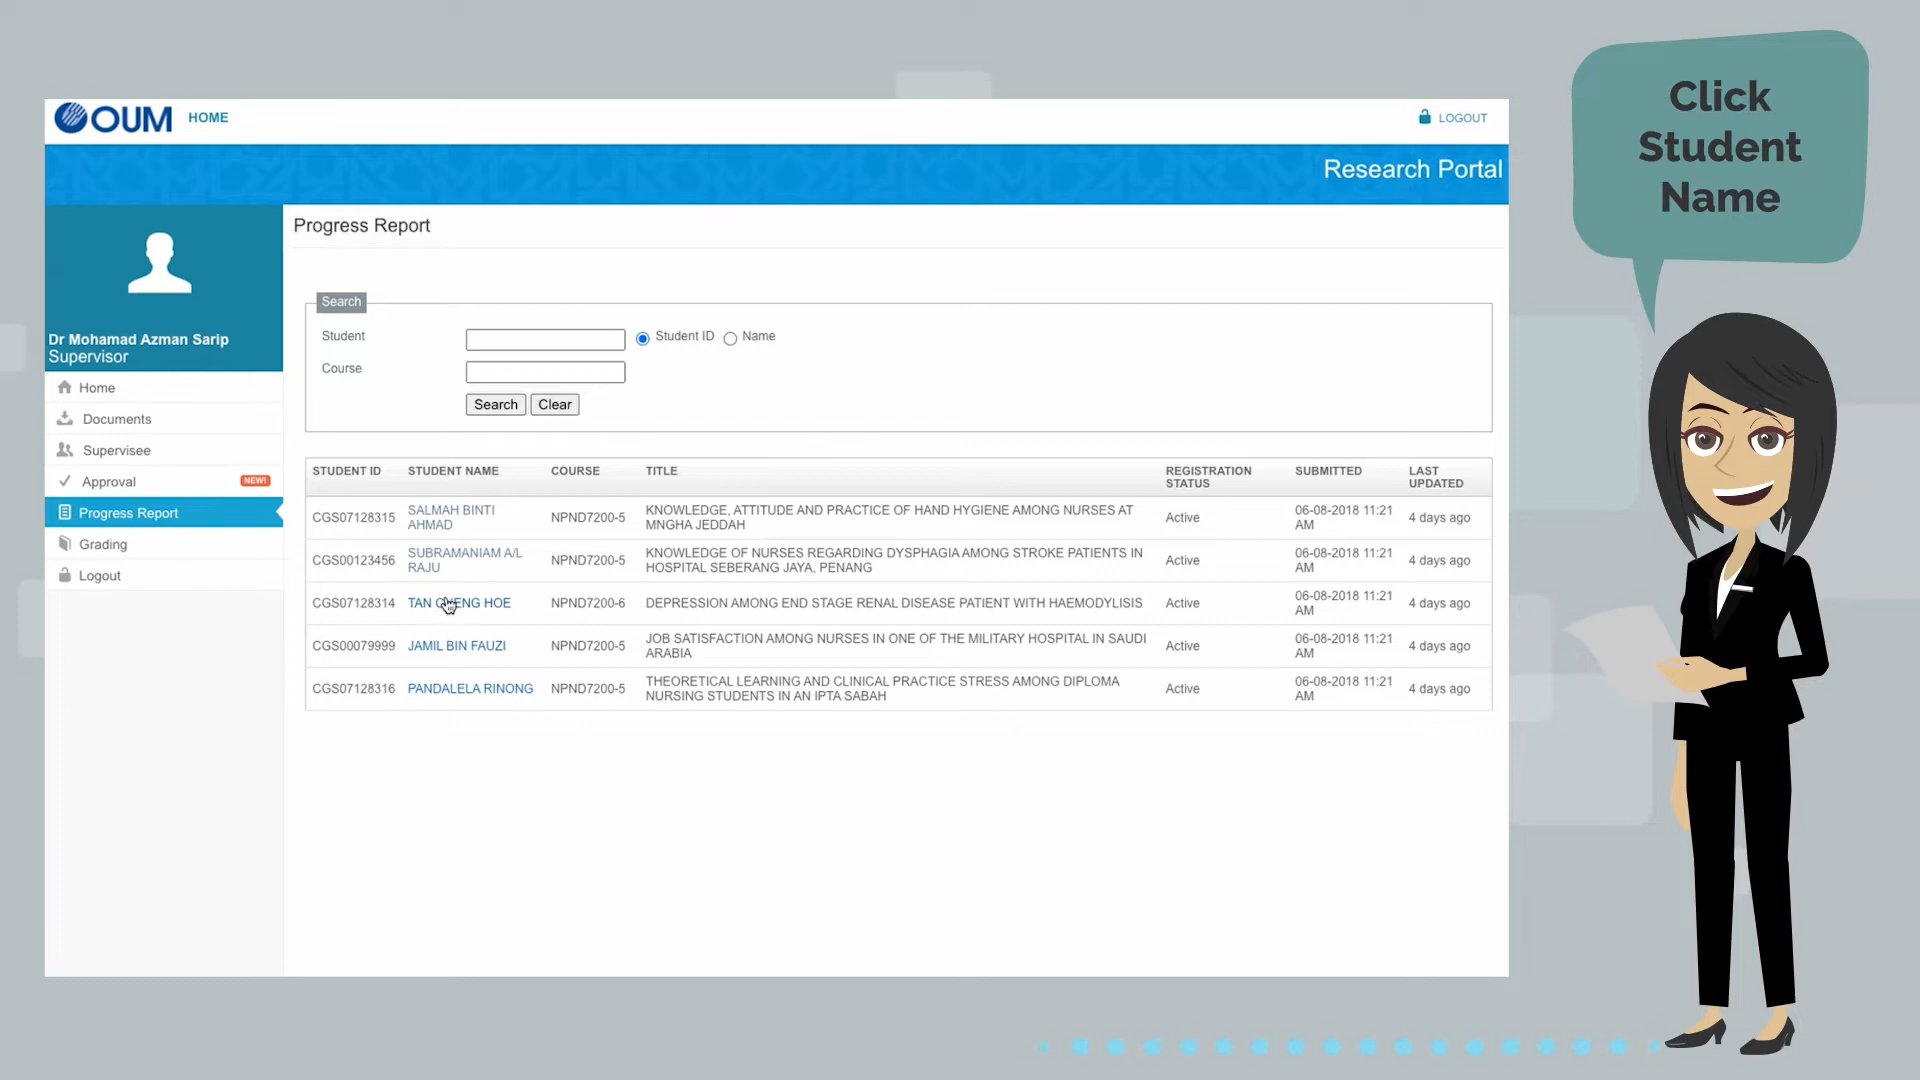 Click
Student
Name
OUM HOME
LOGOUT
Research Portal
Dr Mohamad Azman Sarip
Supervisor
Home
Documents
Supervisee
Approval NEW!
Progress Report
Grading
Logout
Progress Report
Search
Student Student ID Name
Course
Search Clear
STUDENT ID STUDENT NAME COURSE TITLE REGISTRATION STATUS SUBMITTED LAST UPDATED
CGS07128315 SALMAH BINTI AHMAD NPND7200-5 KNOWLEDGE, ATTITUDE AND PRACTICE OF HAND HYGIENE AMONG NURSES AT MNGHA JEDDAH Active 06-08-2018 11:21 AM 4 days ago
CGS00123456 SUBRAMANIAM A/L RAJU NPND7200-5 KNOWLEDGE OF NURSES REGARDING DYSPHAGIA AMONG STROKE PATIENTS IN HOSPITAL SEBERANG JAYA, PENANG Active 06-08-2018 11:21 AM 4 days ago
CGS07128314 TAN CHENG HOE NPND7200-6 DEPRESSION AMONG END STAGE RENAL DISEASE PATIENT WITH HAEMODYLISIS Active 06-08-2018 11:21 AM 4 days ago
CGS00079999 JAMIL BIN FAUZI NPND7200-5 JOB SATISFACTION AMONG NURSES IN ONE OF THE MILITARY HOSPITAL IN SAUDI ARABIA Active 06-08-2018 11:21 AM 4 days ago
CGS07128316 PANDALELA RINONG NPND7200-5 THEORETICAL LEARNING AND CLINICAL PRACTICE STRESS AMONG DIPLOMA NURSING STUDENTS IN AN IPTA SABAH Active 06-08-2018 11:21 AM 4 days ago